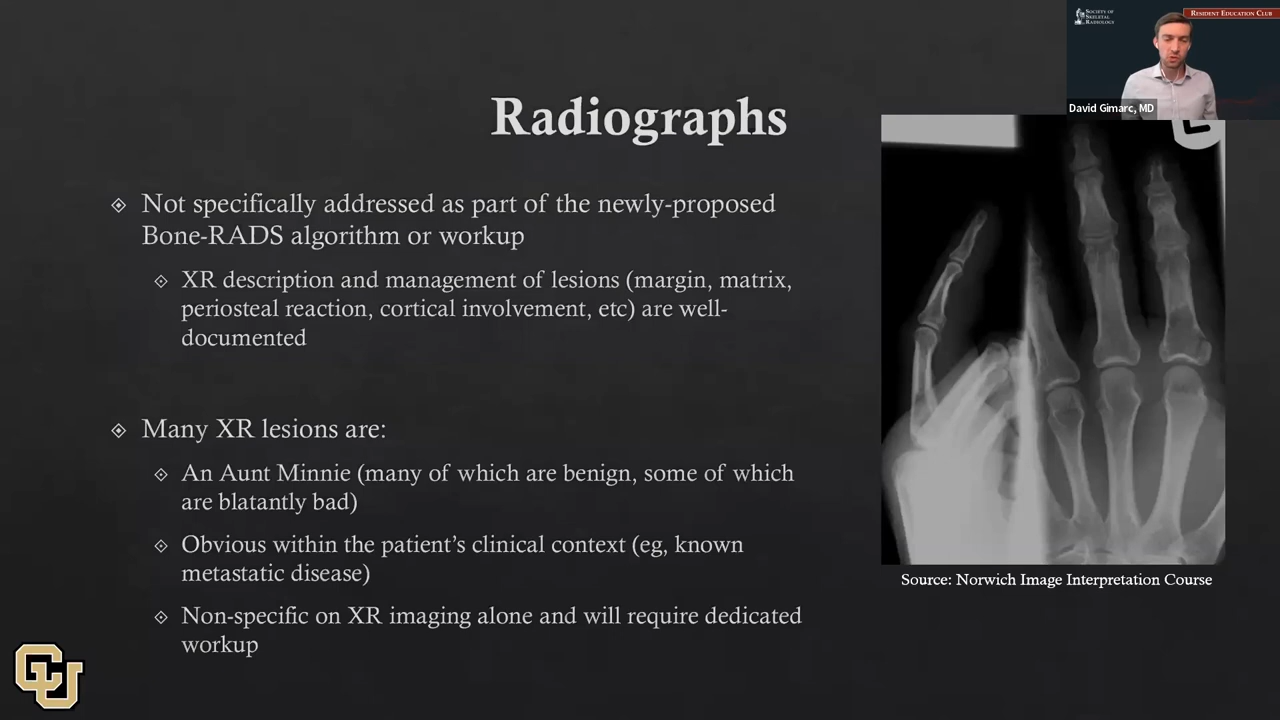 SOCIETY OF
SKELETAL
RADIOLOGY
RESIDENT EDUCATION CLUB
David Gimarc, MD
Radiographs
Not specifically addressed as part of the newly-proposed
Bone-RADS algorithm or workup
XR description and management of lesions (margin, matrix,
periosteal reaction, cortical involvement, etc) are well-
documented
Many XR lesions are:
An Aunt Minnie (many of which are benign, some of which
are blatantly bad)
Obvious within the patient's clinical context (eg, known
metastatic disease)
Non-specific on XR imaging alone and will require dedicated
workup
L
Source: Norwich Image Interpretation Course
CU